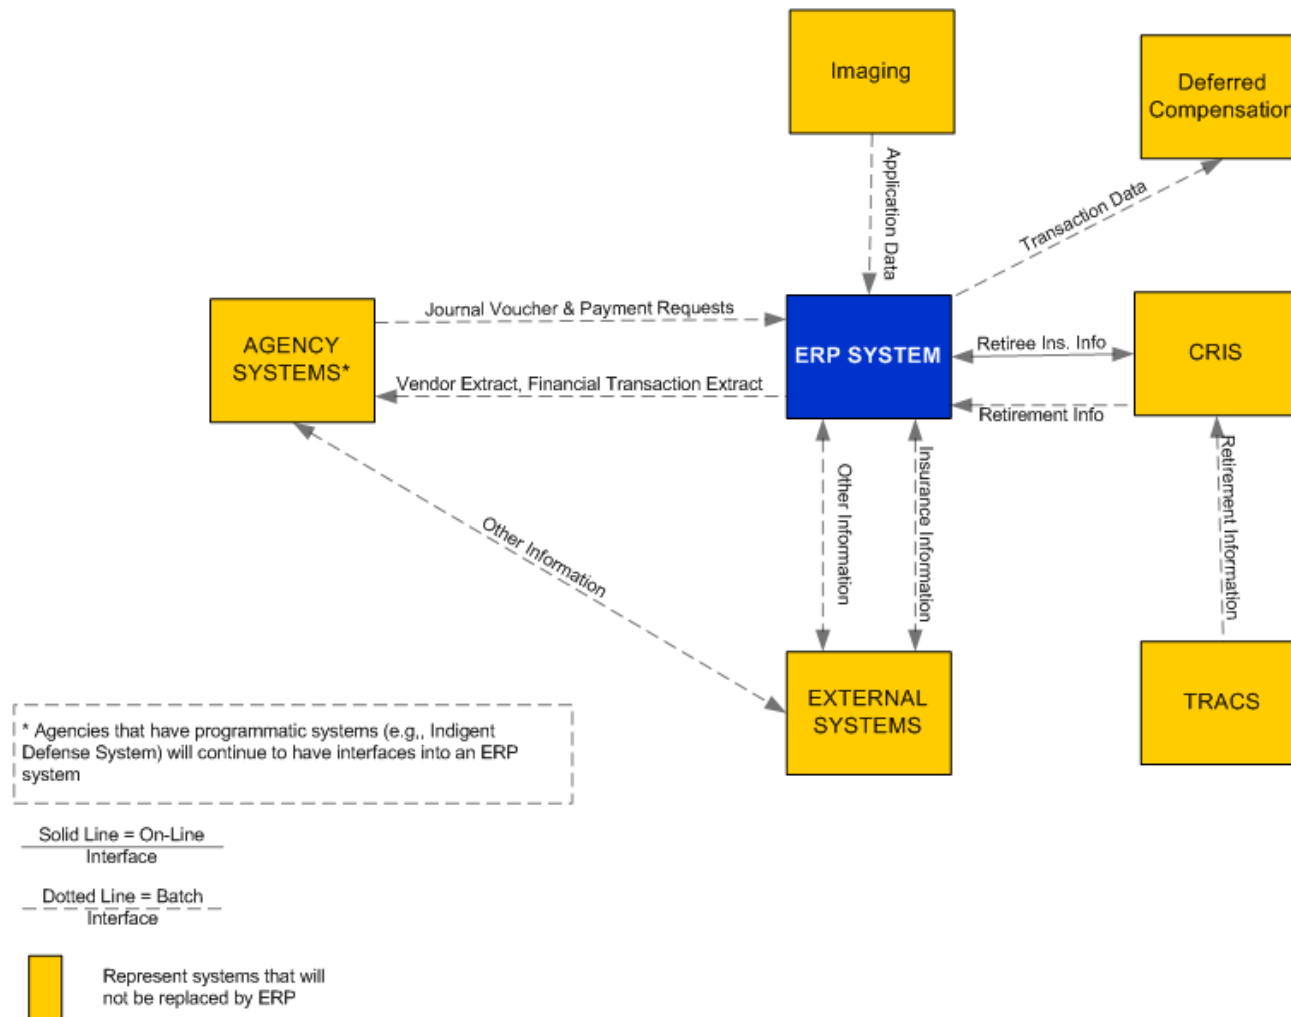 Imaging
Deferred
Compensation
Application Data
Transaction Data
AGENCY
SYSTEMS*
Journal Voucher & Payment Requests
Vendor Extract, Financial Transaction Extract
ERP SYSTEM
Retiree Ins. Info
Retirement Info
CRIS
Other Information
Other Information
Insurance Information
Retirement Information
EXTERNAL
SYSTEMS
TRACS
* Agencies that have programmatic systems (e.g,, Indigent
Defense System) will continue to have interfaces into an ERP
system
Solid Line = On-Line
Interface
Dotted Line = Batch
Interface
Represent systems that will
not be replaced by ERP